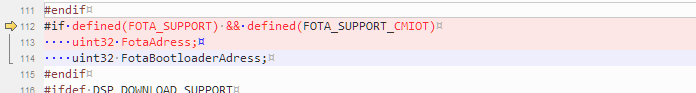 111 #endif¤
112 #if·defined(FOTA_SUPPORT)·&&·defined(FOTA_SUPPORT_CMIOT)¤
113 ····uint32·FotaAdress;¤
114 ····uint32·FotaBootloaderAdress;¤
115 #endif¤
116 #ifdef·DSP_DOWNLOAD_SUPPORT¤